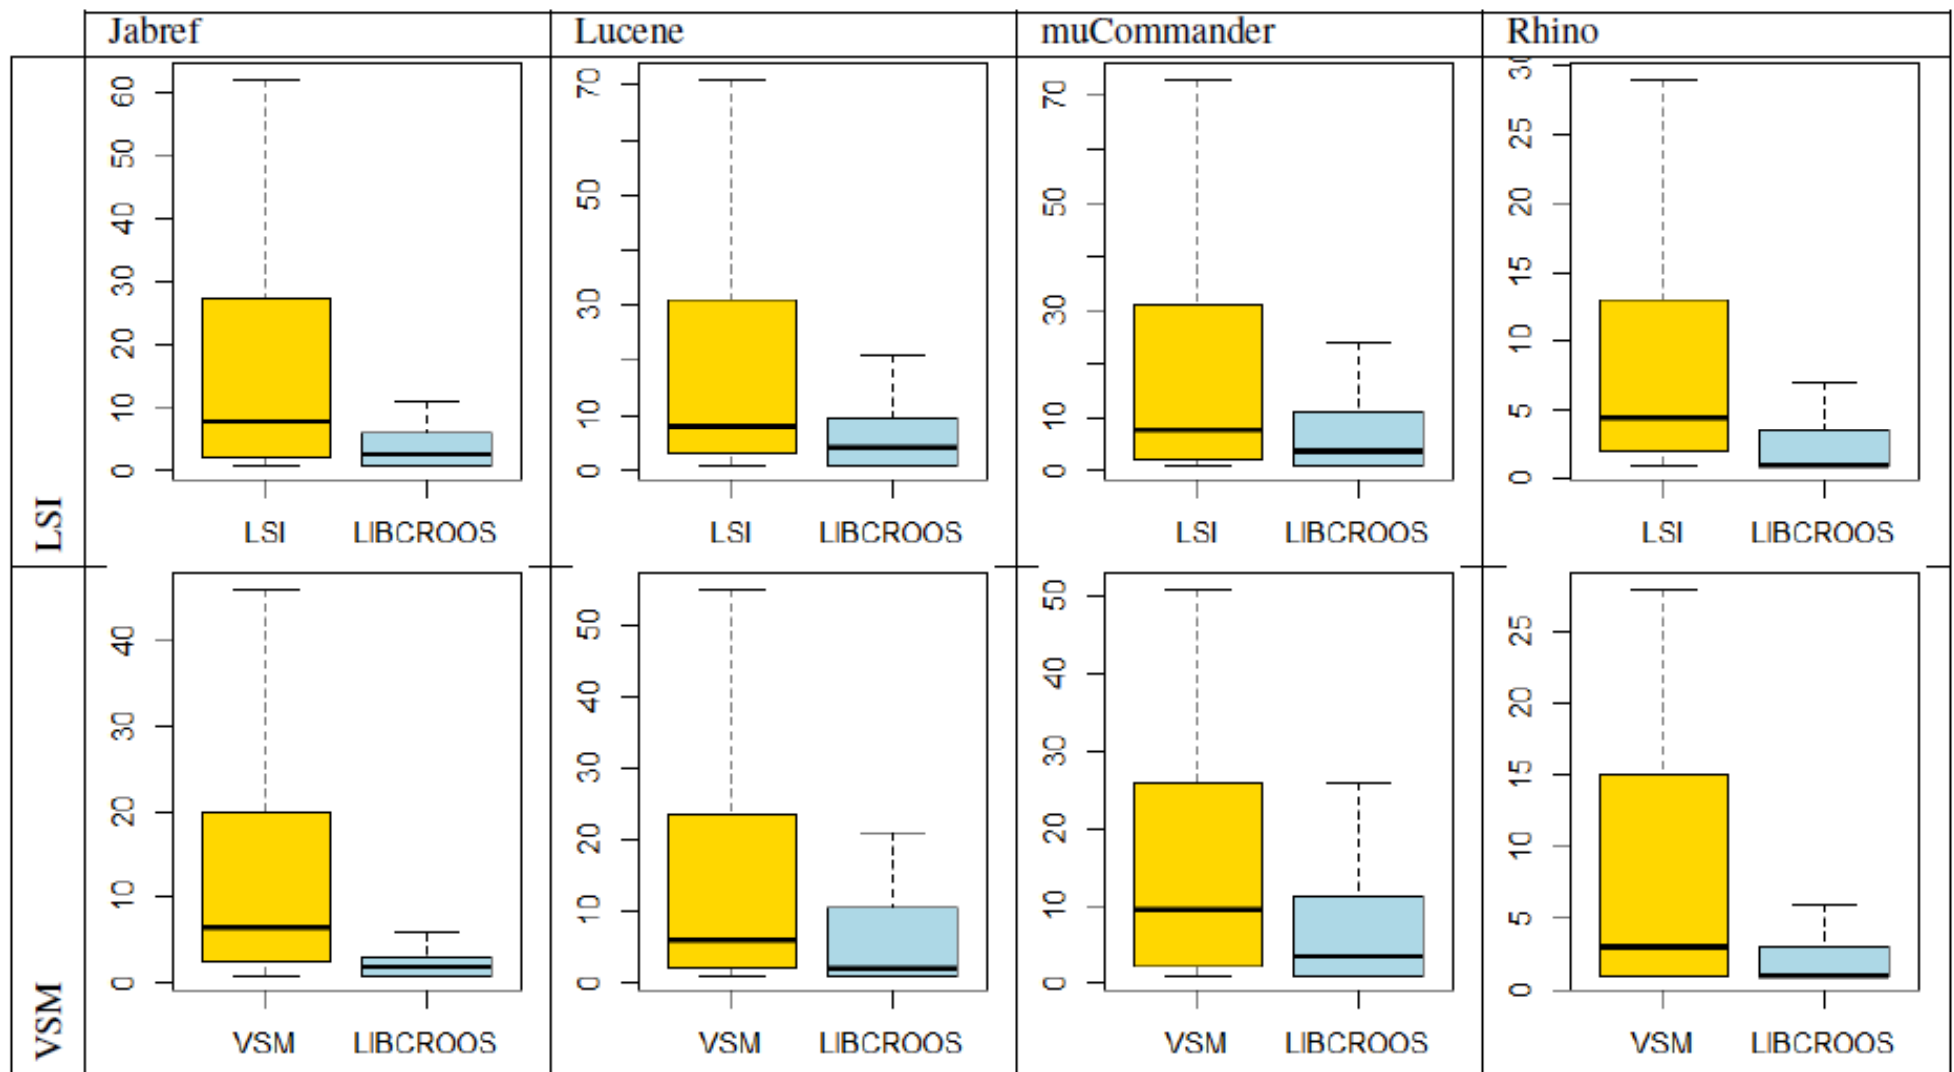 Jabref Lucene muCommander Rhino
LSI
0 10 20 30 40 50 60
LSI LIBCROOS
0 10 30 50 70
LSI LIBCROOS
0 10 30 50 70
LSI LIBCROOS
0 5 10 15 20 25 30
LSI LIBCROOS
VSM
0 10 20 30 40
VSM LIBCROOS
0 10 20 30 40 50
VSM LIBCROOS
0 10 20 30 40 50
VSM LIBCROOS
0 5 10 15 20 25
VSM LIBCROOS